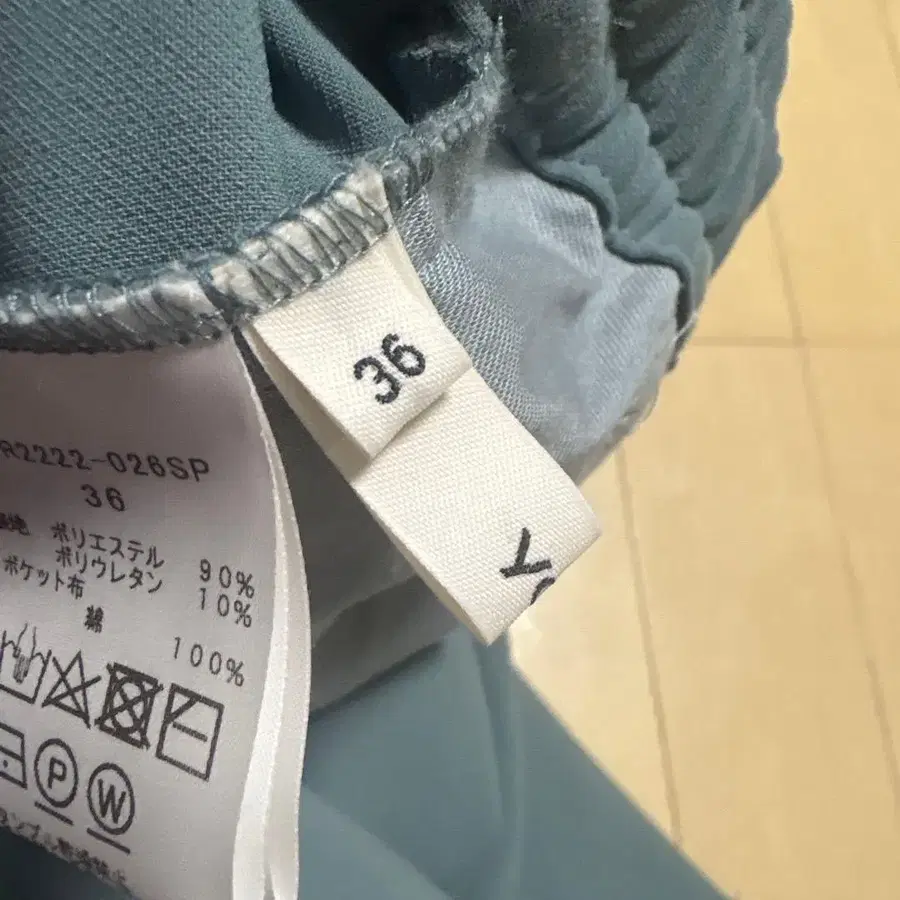 36
R2222-026SP
36
ポリエステル 90%
ポリウレタン 10%
ポケット布
綿 100%
P
W